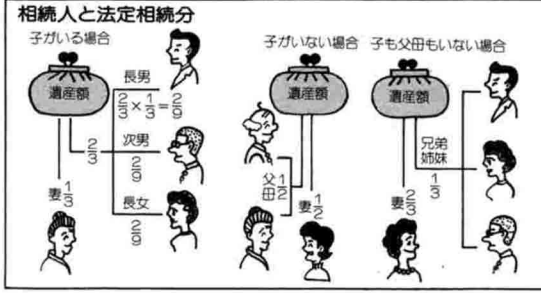 相続人と法定相続分
子がいる場合
遺産額
長男
2/3×1/3=2/9
次男
2/9
長女
2/9
2/3
妻1/3
子がいない場合
遺産額
父母1/2
妻1/2
子も父母もいない場合
遺産額
兄弟
姉妹
1/3
妻2/3